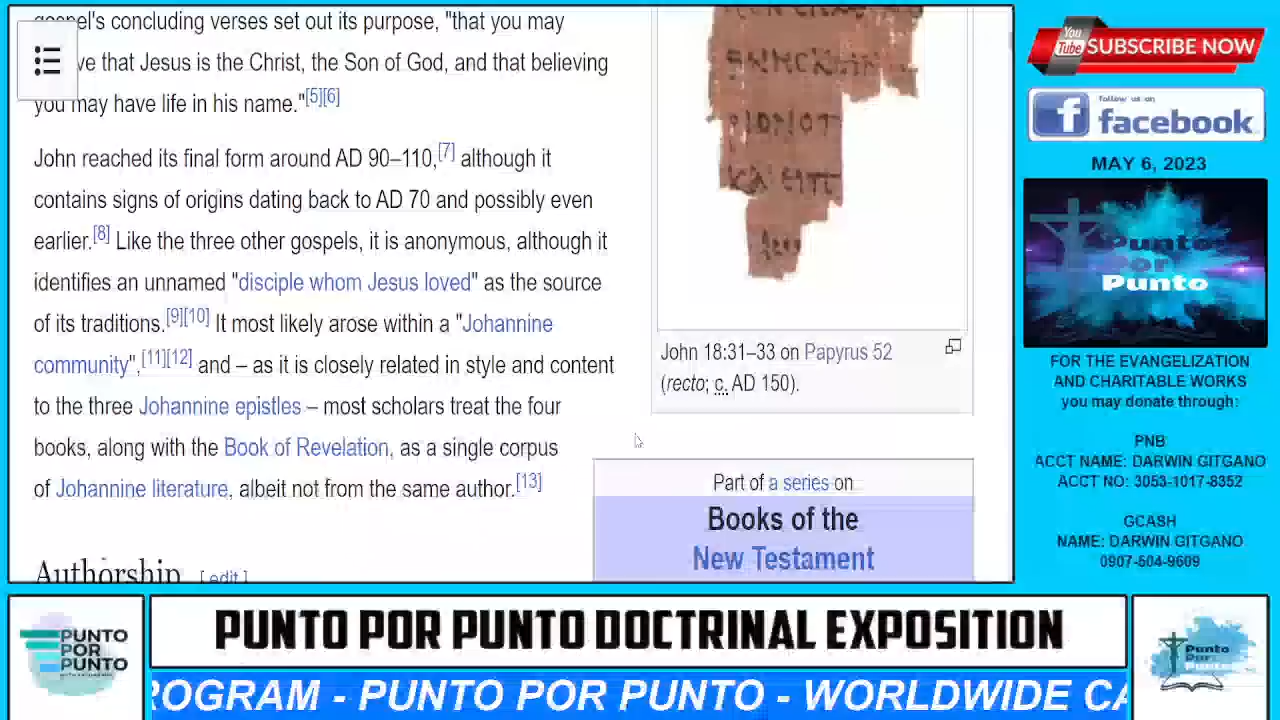 gospel's concluding verses set out its purpose, "that you may
ve that Jesus is the Christ, the Son of God, and that believing
you may have life in his name."[5][6]
John reached its final form around AD 90–110,[7] although it
contains signs of origins dating back to AD 70 and possibly even
earlier.[8] Like the three other gospels, it is anonymous, although it
identifies an unnamed "disciple whom Jesus loved" as the source
of its traditions.[9][10] It most likely arose within a "Johannine
community",[11][12] and – as it is closely related in style and content
to the three Johannine epistles – most scholars treat the four
books, along with the Book of Revelation, as a single corpus
of Johannine literature, albeit not from the same author.[13]
Authorship [edit]
John 18:31–33 on Papyrus 52
(recto; c. AD 150).
Part of a series on
Books of the
New Testament
You
Tube SUBSCRIBE NOW
follow us on
facebook
MAY 6, 2023
Punto
Por
Punto
FOR THE EVANGELIZATION
AND CHARITABLE WORKS
you may donate through:
PNB
ACCT NAME: DARWIN GITGANO
ACCT NO: 3053-1017-8352
GCASH
NAME: DARWIN GITGANO
0907-504-9609
PUNTO
POR
PUNTO
PUNTO POR PUNTO DOCTRINAL EXPOSITION
ROGRAM - PUNTO POR PUNTO - WORLDWIDE CA
Punto
Por
Punto